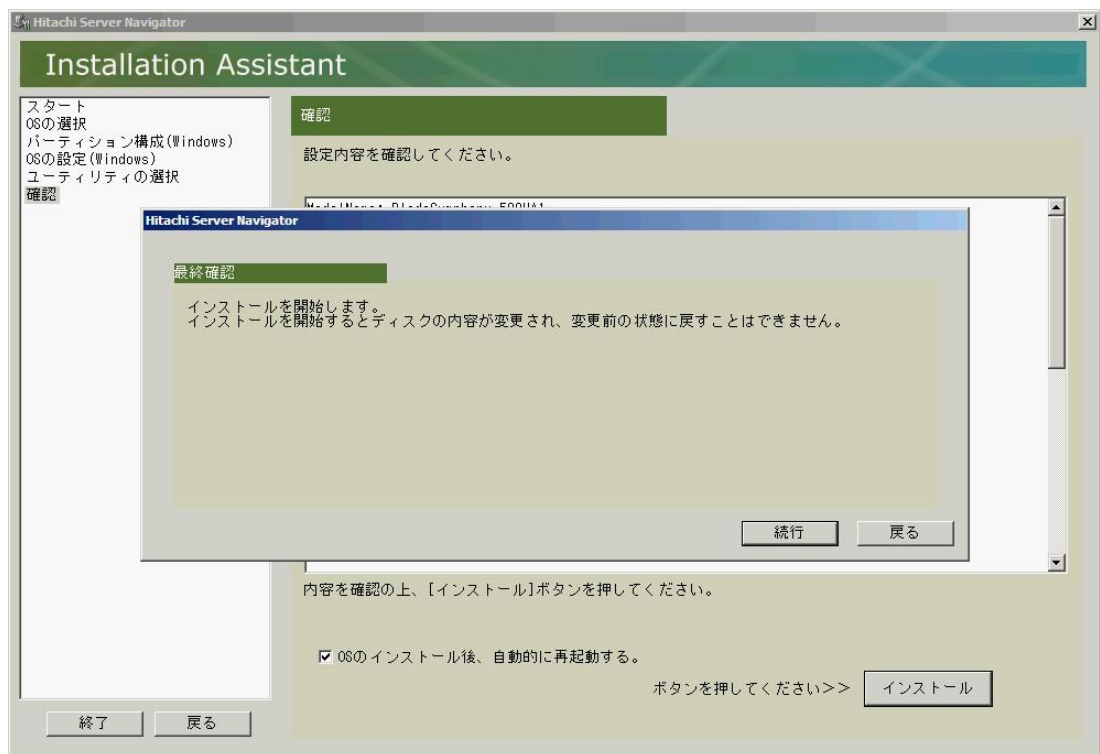 Hitachi Server Navigator
Installation Assistant
スタート
OSの選択
パーティション構成(Windows)
OSの設定(Windows)
ユーティリティの選択
確認
確認
設定内容を確認してください。
Hitachi Server Navigator
最終確認
インストールを開始します。
インストールを開始するとディスクの内容が変更され、変更前の状態に戻すことはできません。
続行
戻る
内容を確認の上、[インストール]ボタンを押してください。
OSのインストール後、自動的に再起動する。
ボタンを押してください>>
インストール
終了
戻る